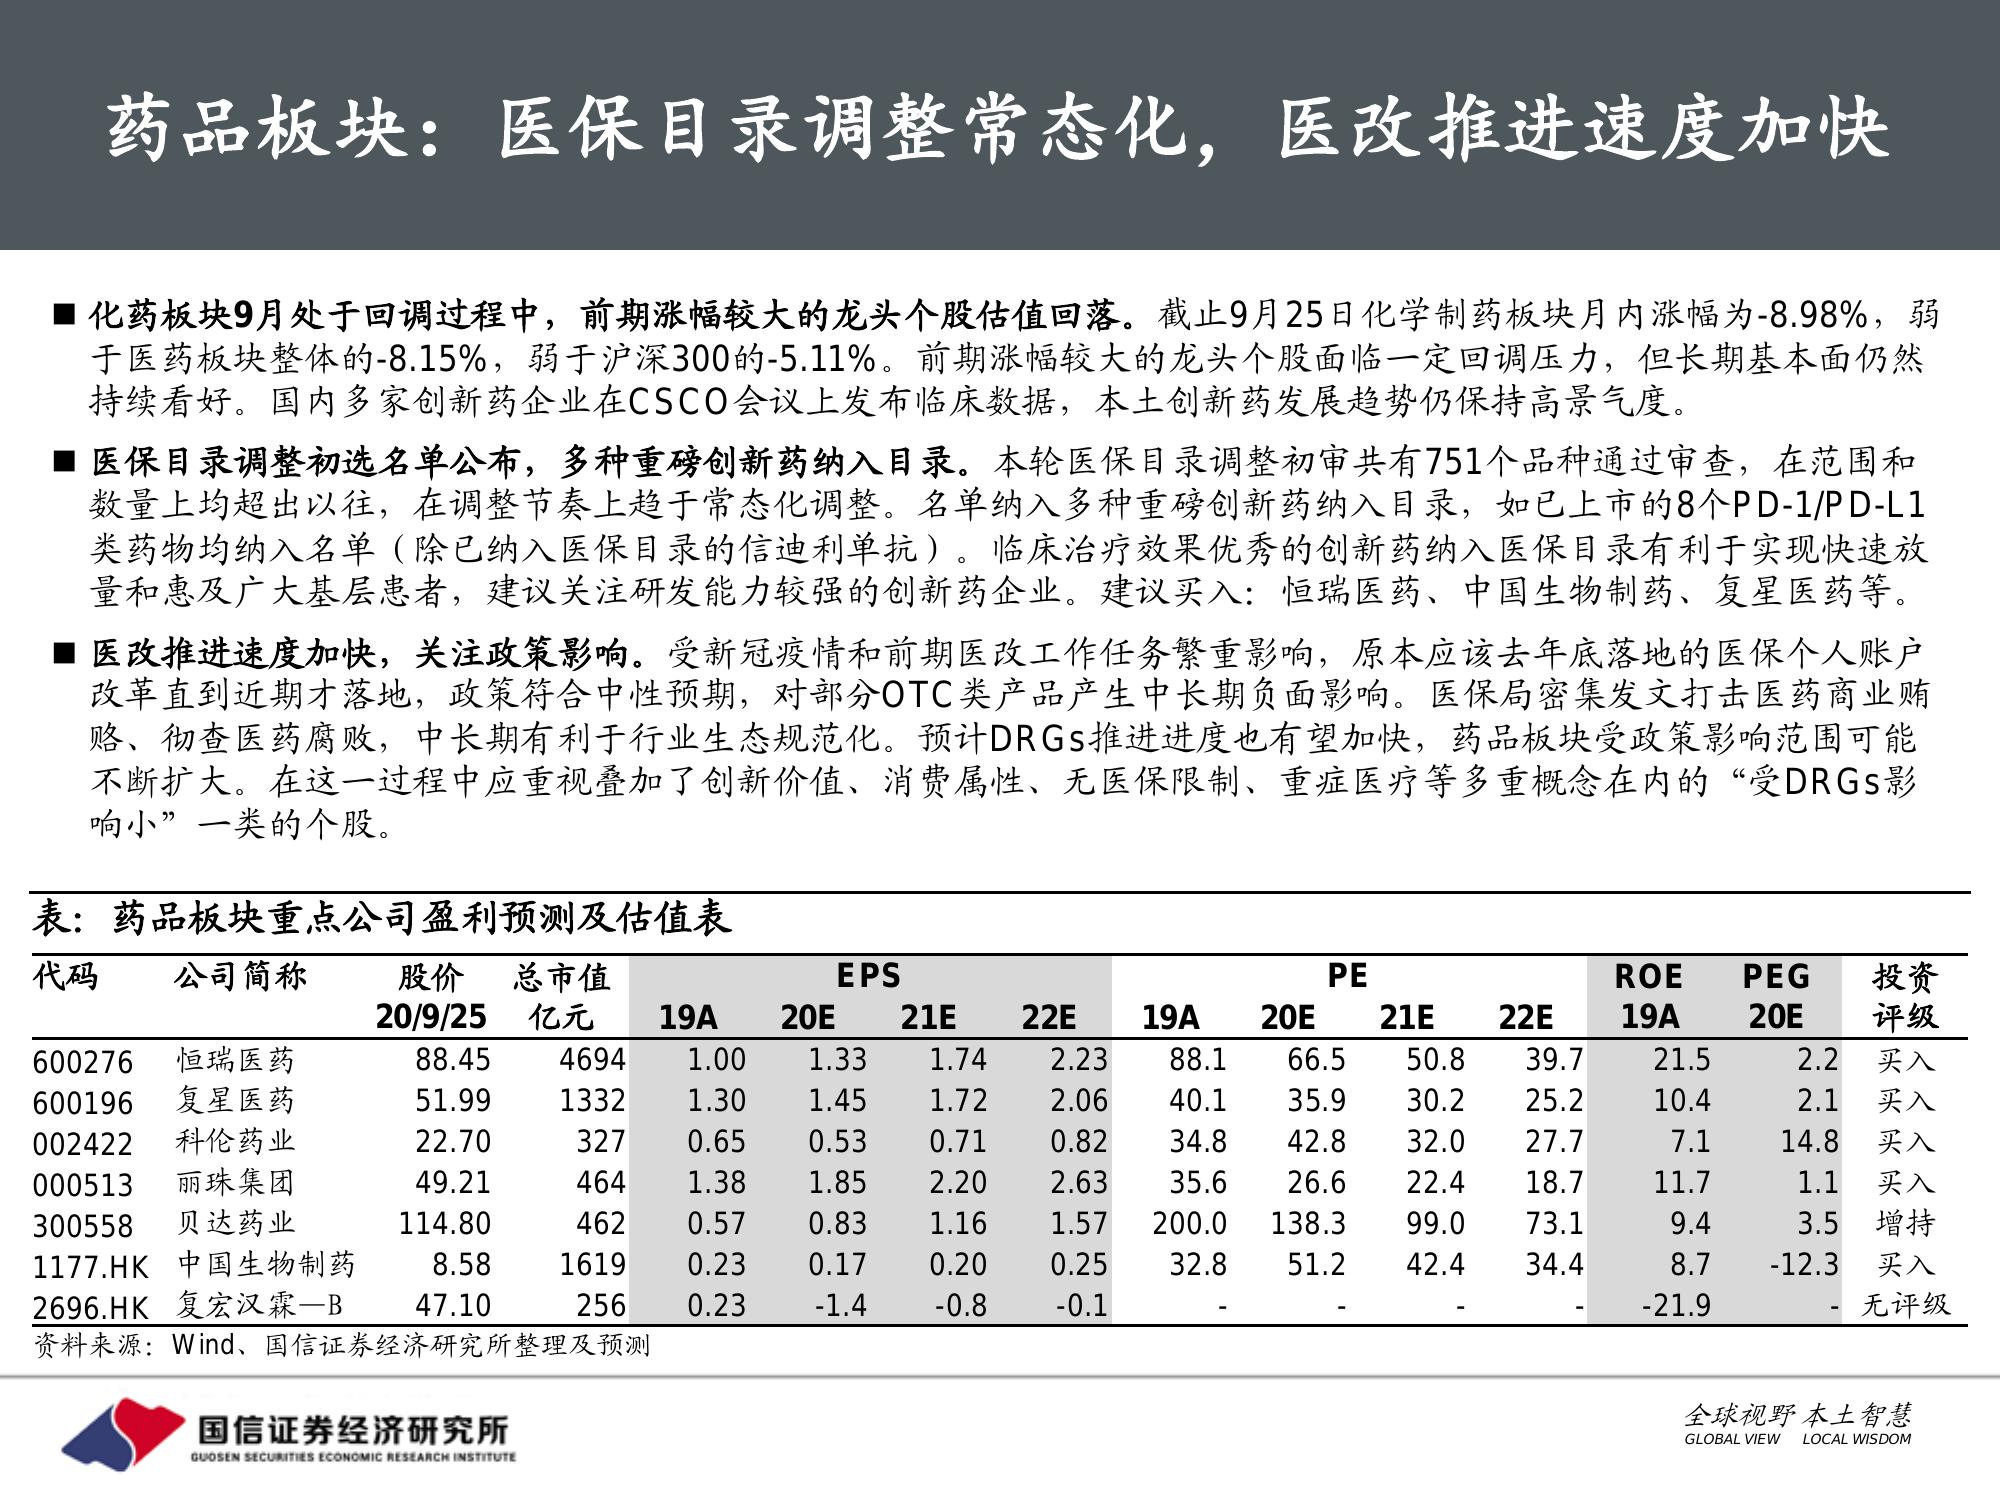 药品板块：医保目录调整常态化，医改推进速度加快
■ 化药板块9月处于回调过程中，前期涨幅较大的龙头个股估值回落。截止9月25日化学制药板块月内涨幅为-8.98%，弱
于医药板块整体的-8.15%，弱于沪深300的-5.11%。前期涨幅较大的龙头个股面临一定回调压力，但长期基本面仍然
持续看好。国内多家创新药企业在CSCO会议上发布临床数据，本土创新药发展趋势仍保持高景气度。
■ 医保目录调整初选名单公布，多种重磅创新药纳入目录。本轮医保目录调整初审共有751个品种通过审查，在范围和
数量上均超出以往，在调整节奏上趋于常态化调整。名单纳入多种重磅创新药纳入目录，如已上市的8个PD-1/PD-L1
类药物均纳入名单（除已纳入医保目录的信迪利单抗）。临床治疗效果优秀的创新药纳入医保目录有利于实现快速放
量和惠及广大基层患者，建议关注研发能力较强的创新药企业。建议买入：恒瑞医药、中国生物制药、复星医药等。
■ 医改推进速度加快，关注政策影响。受新冠疫情和前期医改工作任务繁重影响，原本应该去年底落地的医保个人账户
改革直到近期才落地，政策符合中性预期，对部分OTC类产品产生中长期负面影响。医保局密集发文打击医药商业贿
赂、彻查医药腐败，中长期有利于行业生态规范化。预计DRGs推进进度也有望加快，药品板块受政策影响范围可能
不断扩大。在这一过程中应重视叠加了创新价值、消费属性、无医保限制、重症医疗等多重概念在内的“受DRGs影
响小”一类的个股。
表：药品板块重点公司盈利预测及估值表
代码 公司简称 股价 总市值 EPS PE ROE PEG 投资
20/9/25 亿元 19A 20E 21E 22E 19A 20E 21E 22E 19A 20E 评级
600276 恒瑞医药 88.45 4694 1.00 1.33 1.74 2.23 88.1 66.5 50.8 39.7 21.5 2.2 买入
600196 复星医药 51.99 1332 1.30 1.45 1.72 2.06 40.1 35.9 30.2 25.2 10.4 2.1 买入
002422 科伦药业 22.70 327 0.65 0.53 0.71 0.82 34.8 42.8 32.0 27.7 7.1 14.8 买入
000513 丽珠集团 49.21 464 1.38 1.85 2.20 2.63 35.6 26.6 22.4 18.7 11.7 1.1 买入
300558 贝达药业 114.80 462 0.57 0.83 1.16 1.57 200.0 138.3 99.0 73.1 9.4 3.5 增持
1177.HK 中国生物制药 8.58 1619 0.23 0.17 0.20 0.25 32.8 51.2 42.4 34.4 8.7 -12.3 买入
2696.HK 复宏汉霖—B 47.10 256 0.23 -1.4 -0.8 -0.1 - - - - -21.9 - 无评级
资料来源：Wind、国信证券经济研究所整理及预测
国信证券经济研究所
GUOSEN SECURITIES ECONOMIC RESEARCH INSTITUTE
全球视野 本土智慧
GLOBAL VIEW LOCAL WISDOM